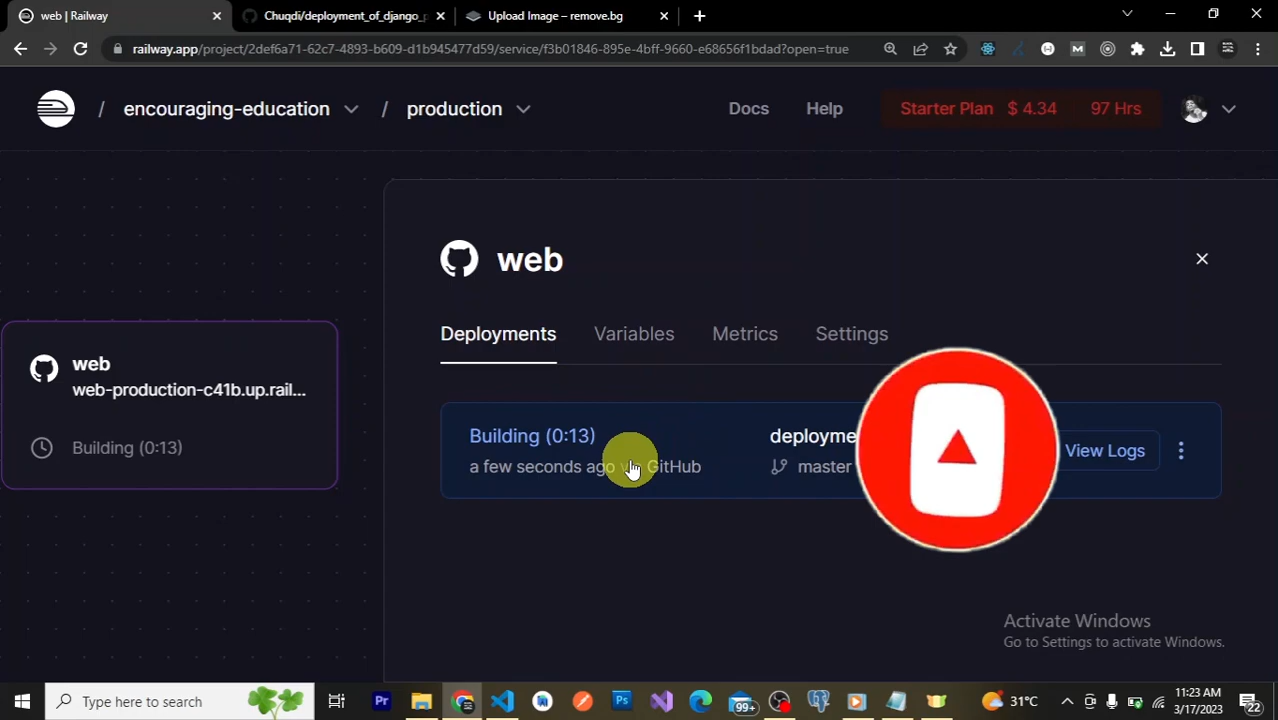 web | Railway
Chuqdi/deployment_of_django_p
Upload Image – remove.bg
railway.app/project/2def6a71-62c7-4893-b609-d1b945477d59/service/f3b01846-895e-4bff-9660-e68656f1bdad?open=true
/ encouraging-education / production
Docs Help Starter Plan $ 4.34 97 Hrs
web
Deployments Variables Metrics Settings
web
web-production-c41b.up.rail...
Building (0:13)
Building (0:13) deployme
a few seconds ago GitHub master
View Logs
Activate Windows
Go to Settings to activate Windows.
Type here to search
Pr
Ps
99+
31°C
11:23 AM
3/17/2023
22